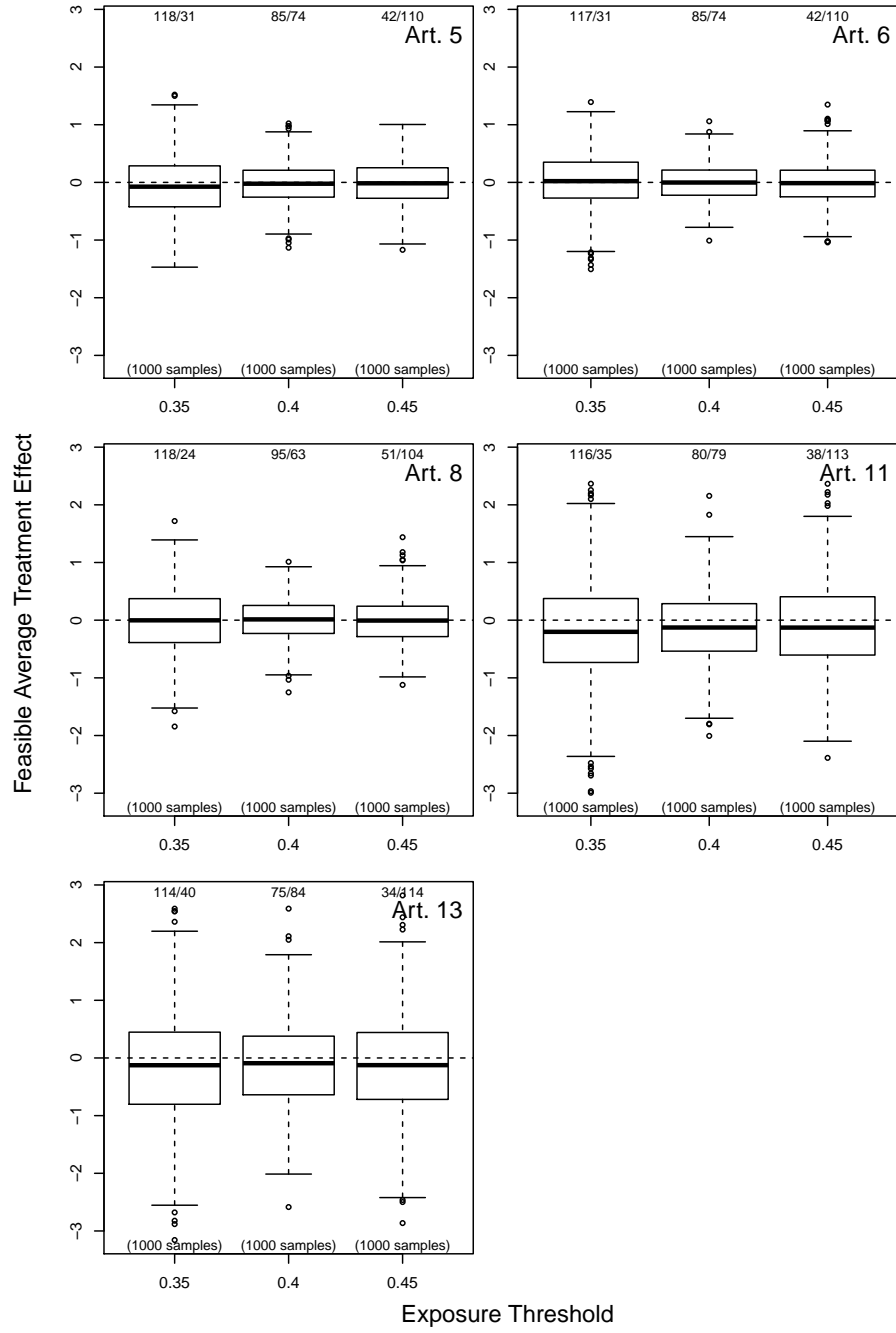 118/31 85/74 42/110
Art. 5
3
2
1
0
−1
−2
−3
(1000 samples) (1000 samples) (1000 samples)
0.35 0.4 0.45
117/31 85/74 42/110
Art. 6
3
2
1
0
−1
−2
−3
(1000 samples) (1000 samples) (1000 samples)
0.35 0.4 0.45
Feasible Average Treatment Effect
118/24 95/63 51/104
Art. 8
3
2
1
0
−1
−2
−3
(1000 samples) (1000 samples) (1000 samples)
0.35 0.4 0.45
116/35 80/79 38/113
Art. 11
3
2
1
0
−1
−2
−3
(1000 samples) (1000 samples) (1000 samples)
0.35 0.4 0.45
114/40 75/84 34/114
Art. 13
3
2
1
0
−1
−2
−3
(1000 samples) (1000 samples) (1000 samples)
0.35 0.4 0.45
Exposure Threshold